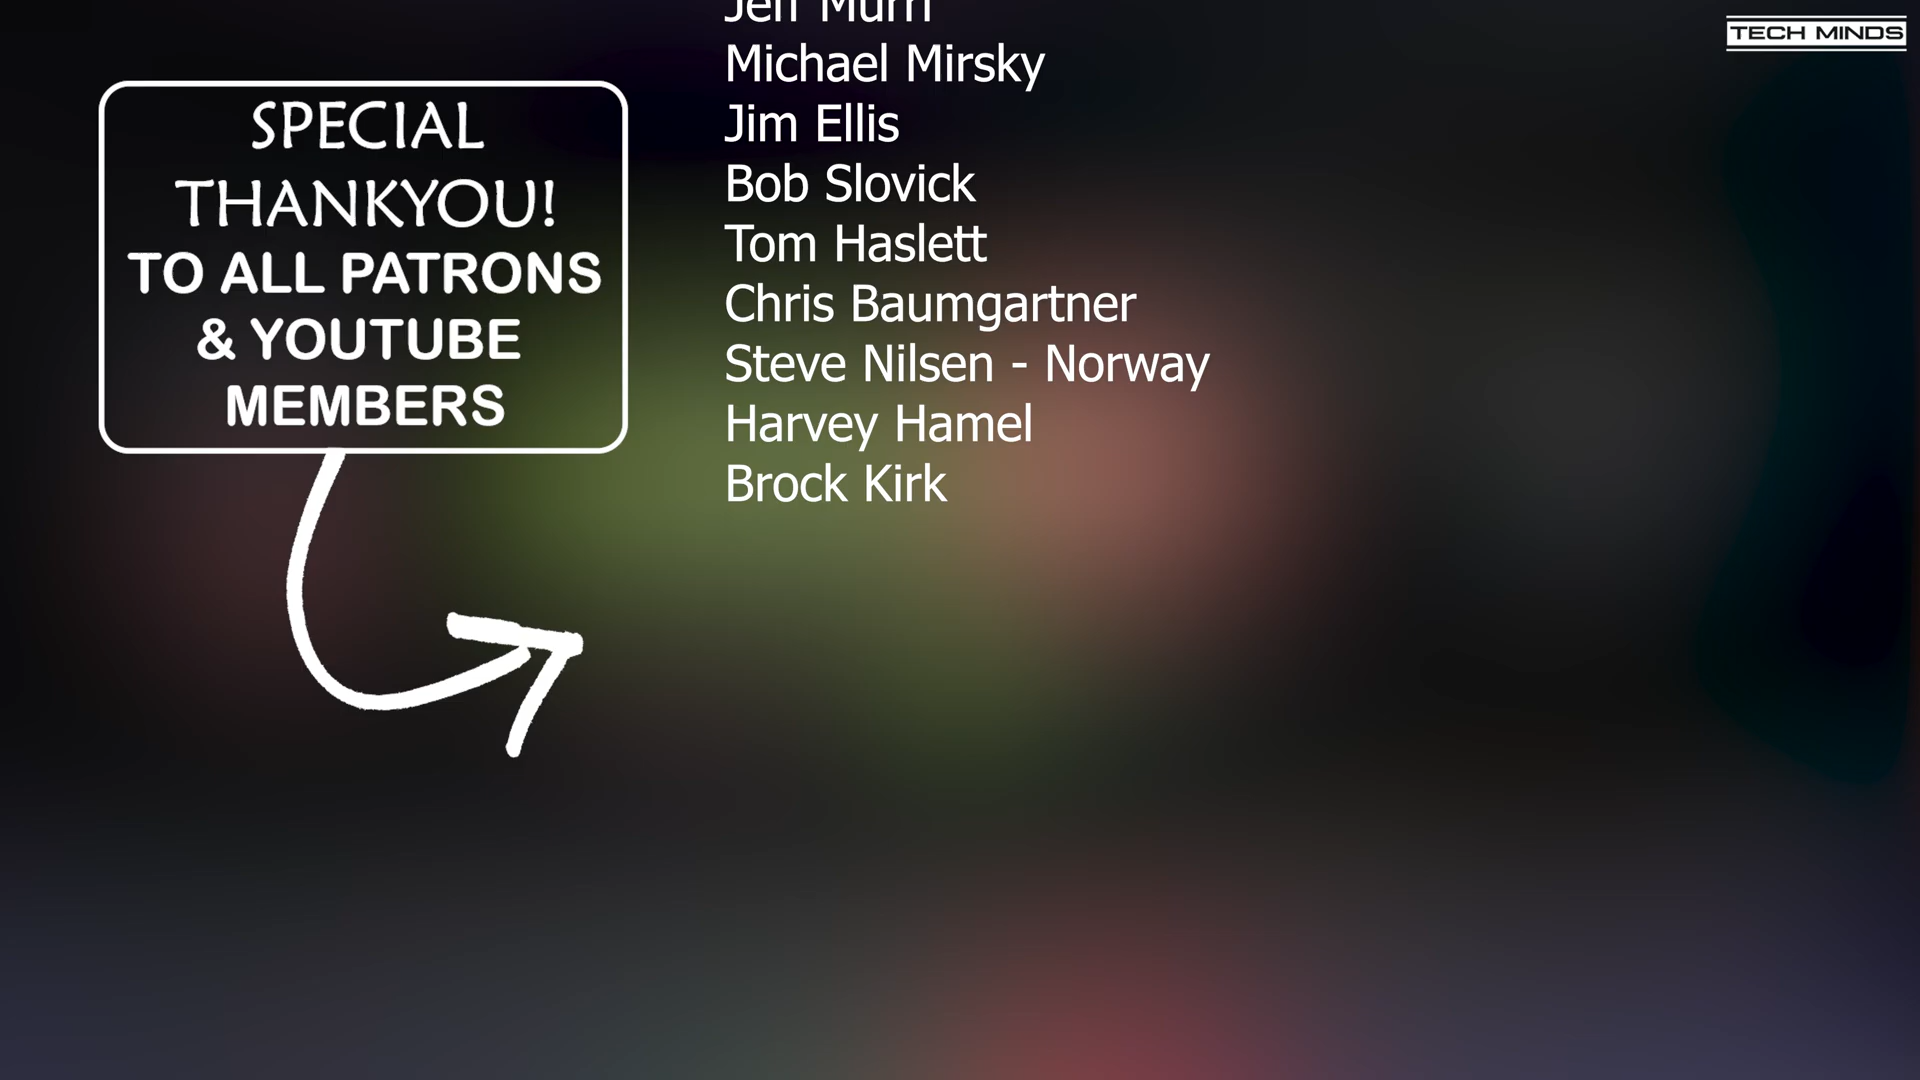 SPECIAL
THANKYOU!
TO ALL PATRONS
& YOUTUBE
MEMBERS
Michael Mirsky
Jim Ellis
Bob Slovick
Tom Haslett
Chris Baumgartner
Steve Nilsen - Norway
Harvey Hamel
Brock Kirk
TECH MINDS